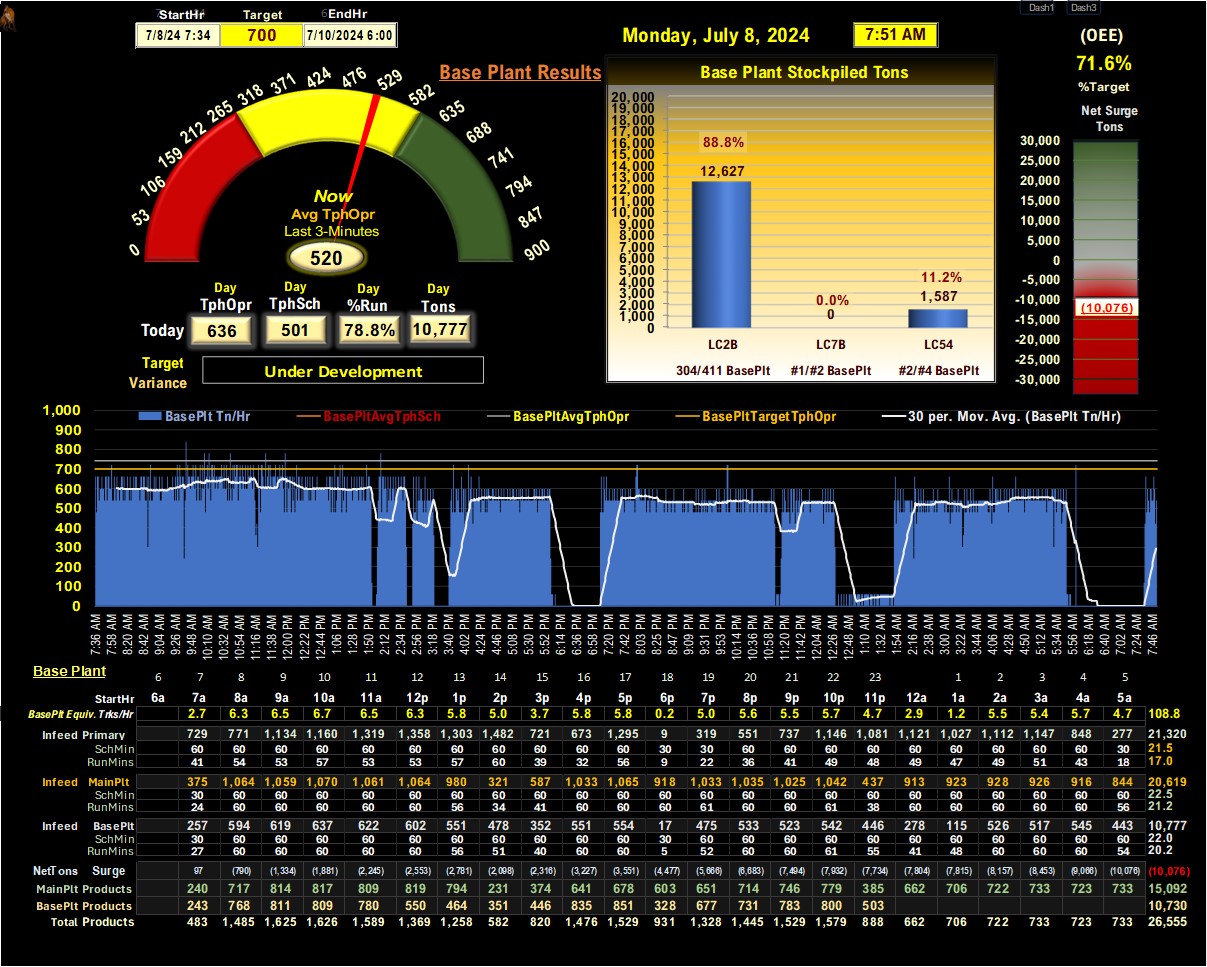 Dash1 Dash3
StartHr Target EndHr
7/8/24 7:34 700 7/10/2024 6:00
Monday, July 8, 2024 7:51 AM
(OEE)
71.6%
%Target
Net Surge
Tons
Base Plant Results
0 53 106 159 212 265 318 371 424 476 529 582 635 688 741 794 847 900
Now
Avg TphOpr
Last 3-Minutes
520
Day Day Day Day
TphOpr TphSch %Run Tons
Today 636 501 78.8% 10,777
Target
Variance
Under Development
Base Plant Stockpiled Tons
20,000
19,000
18,000
17,000
16,000
15,000
14,000
13,000
12,000
11,000
10,000
9,000
8,000
7,000
6,000
5,000
4,000
3,000
2,000
1,000
0
88.8%
12,627
0.0%
0
11.2%
1,587
LC2B LC7B LC54
304/411 BasePlt #1/#2 BasePlt #2/#4 BasePlt
30,000
25,000
20,000
15,000
10,000
5,000
0
-5,000
-10,000
(10,076)
-15,000
-20,000
-25,000
-30,000
BasePlt Tn/Hr BasePltAvgTphSch BasePltAvgTphOpr BasePltTargetTphOpr 30 per. Mov. Avg. (BasePlt Tn/Hr)
1,000
900
800
700
600
500
400
300
200
100
0
7:36 AM 7:58 AM 8:20 AM 8:42 AM 9:04 AM 9:26 AM 9:48 AM 10:10 AM 10:32 AM 10:54 AM 11:16 AM 11:38 AM 12:00 PM 12:22 PM 12:44 PM 1:06 PM 1:28 PM 1:50 PM 2:12 PM 2:34 PM 2:56 PM 3:18 PM 3:40 PM 4:02 PM 4:24 PM 4:46 PM 5:08 PM 5:30 PM 5:52 PM 6:14 PM 6:36 PM 6:58 PM 7:20 PM 7:42 PM 8:03 PM 8:25 PM 8:47 PM 9:09 PM 9:31 PM 9:53 PM 10:14 PM 10:36 PM 10:58 PM 11:20 PM 11:42 PM 12:04 AM 12:26 AM 12:48 AM 1:10 AM 1:32 AM 1:54 AM 2:16 AM 2:38 AM 3:00 AM 3:22 AM 3:44 AM 4:06 AM 4:28 AM 4:50 AM 5:12 AM 5:34 AM 5:56 AM 6:18 AM 6:40 AM 7:02 AM 7:24 AM 7:46 AM
Base Plant
6 7 8 9 10 11 12 13 14 15 16 17 18 19 20 21 22 23 1 2 3 4 5
StartHr 6a 7a 8a 9a 10a 11a 12p 1p 2p 3p 4p 5p 6p 7p 8p 9p 10p 11p 12a 1a 2a 3a 4a 5a
BasePlt Equiv. Trks/Hr 2.7 6.3 6.5 6.7 6.5 6.3 5.8 5.0 3.7 5.8 5.8 0.2 5.0 5.6 5.5 5.7 4.7 2.9 1.2 5.5 5.4 5.7 4.7 108.8
Infeed Primary 729 771 1,134 1,160 1,319 1,358 1,303 1,482 721 673 1,295 9 319 551 737 1,146 1,081 1,121 1,027 1,112 1,147 848 277 21,320
SchMin 60 60 60 60 60 60 60 60 60 60 60 30 30 60 60 60 60 60 60 60 60 60 30 21.5
RunMins 41 54 53 57 53 53 57 60 39 32 56 9 22 36 41 49 48 49 47 49 51 43 18 17.0
Infeed MainPlt 375 1,064 1,059 1,070 1,061 1,064 980 321 587 1,033 1,065 918 1,033 1,035 1,025 1,042 437 913 923 928 926 916 844 20,619
SchMin 30 60 60 60 60 60 60 60 60 60 60 60 60 60 60 60 60 60 60 60 60 60 60 22.5
RunMins 24 60 60 60 60 60 56 34 41 60 60 60 61 60 60 61 38 60 60 60 60 60 56 21.2
Infeed BasePlt 257 594 619 637 622 602 551 478 352 551 554 17 475 533 523 542 446 278 115 526 517 545 443 10,777
SchMin 30 60 60 60 60 60 60 60 60 60 60 30 60 60 60 60 60 60 60 60 60 60 60 22.0
RunMins 27 60 60 60 60 60 56 51 40 60 60 5 52 60 60 61 55 41 48 60 60 60 54 20.2
NetTons Surge 97 (790) (1,334) (1,881) (2,245) (2,553) (2,781) (2,098) (2,316) (3,227) (3,551) (4,477) (5,666) (6,683) (7,494) (7,932) (7,734) (7,804) (7,815) (8,157) (8,453) (9,066) (10,076) (10,076)
MainPlt Products 240 717 814 817 809 819 794 231 374 641 678 603 651 714 746 779 385 662 706 722 733 723 733 15,092
BasePlt Products 243 768 811 809 780 550 464 351 446 835 851 328 677 731 783 800 503 10,730
Total Products 483 1,485 1,625 1,626 1,589 1,369 1,258 582 820 1,476 1,529 931 1,328 1,445 1,529 1,579 888 662 706 722 733 723 733 26,555